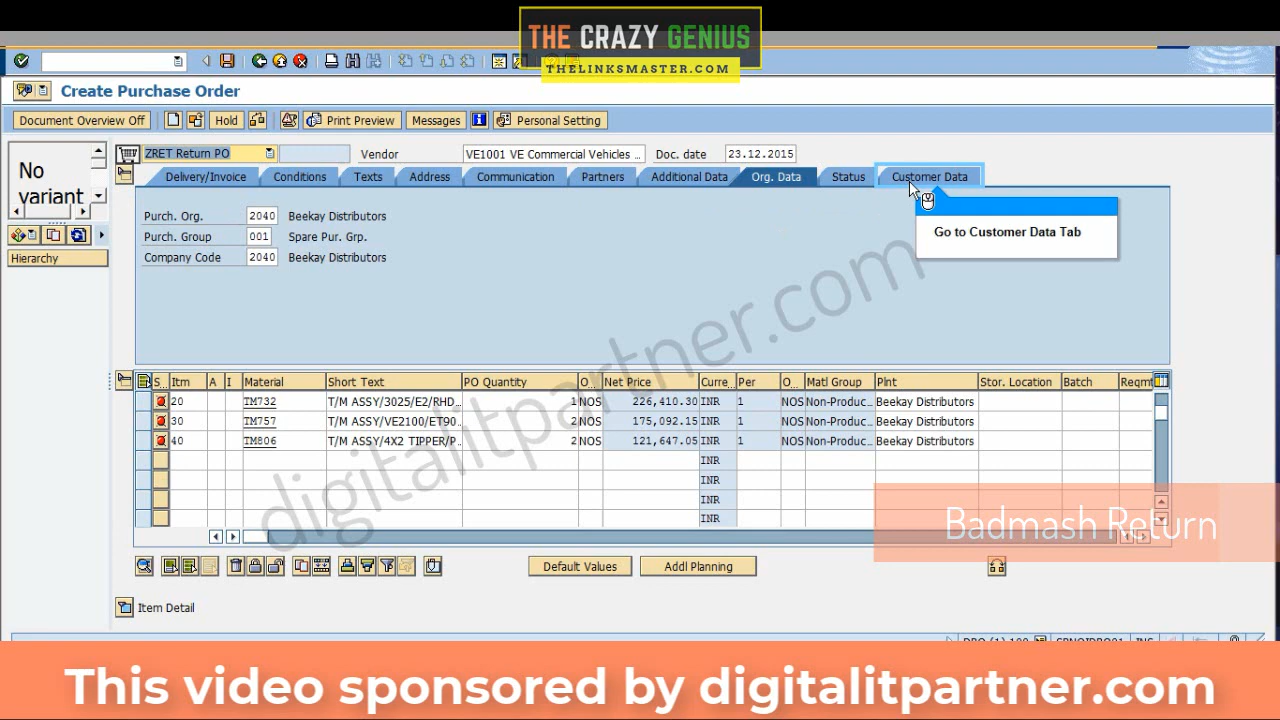 THE CRAZY GENIUS
THELINKSMASTER.COM
Create Purchase Order
Document Overview Off Hold Print Preview Messages Personal Setting
No variant
ZRET Return PO Vendor VE1001 VE Commercial Vehicles ... Doc. date 23.12.2015
Delivery/Invoice Conditions Texts Address Communication Partners Additional Data Org. Data Status Customer Data
Go to Customer Data Tab
Purch. Org. 2040 Beekay Distributors
Purch. Group 001 Spare Pur. Grp.
Company Code 2040 Beekay Distributors
Hierarchy
digitalitpartner.com
S... Itm A I Material Short Text PO Quantity O... Net Price Curre... Per O... Matl Group Plnt Stor. Location Batch Reqmt
20 TM732 T/M ASSY/3025/E2/RHD... 1 NOS 226,410.30 INR 1 NOS Non-Produc... Beekay Distributors
30 TM757 T/M ASSY/VE2100/ET90... 2 NOS 175,092.15 INR 1 NOS Non-Produc... Beekay Distributors
40 TM806 T/M ASSY/4X2 TIPPER/P... 2 NOS 121,647.05 INR 1 NOS Non-Produc... Beekay Distributors
INR
INR
INR
INR
Badmash Return
Default Values Addl Planning
Item Detail
This video sponsored by digitalitpartner.com